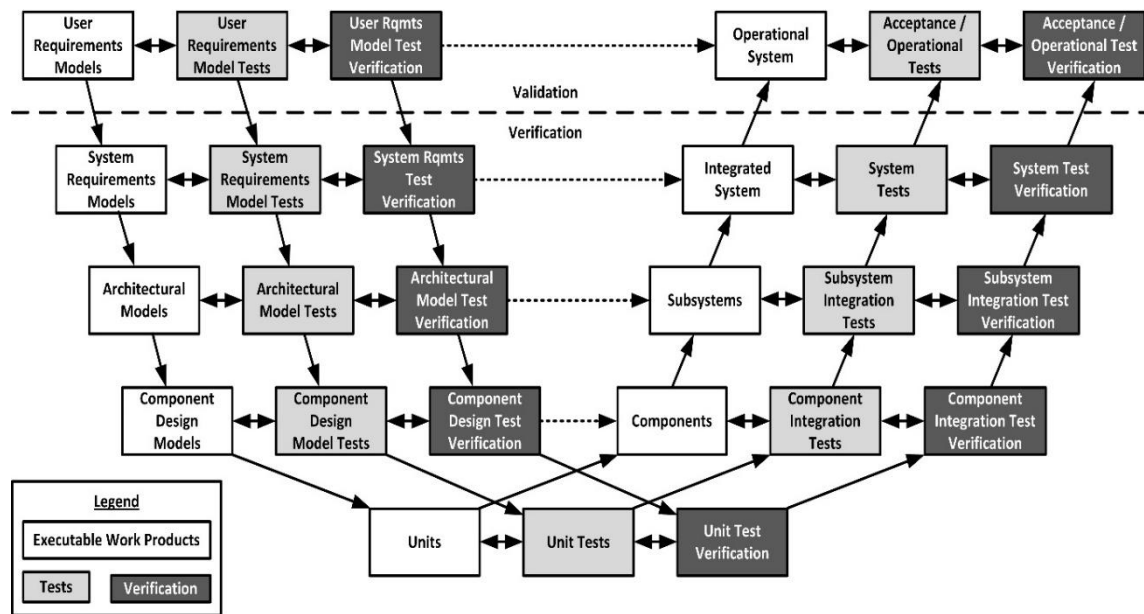 User
Requirements
Models
User
Requirements
Model Tests
User Rqmts
Model Test
Verification
Operational
System
Acceptance /
Operational
Tests
Acceptance /
Operational Test
Verification
Validation
Verification
System
Requirements
Models
System
Requirements
Model Tests
System Rqmts
Test
Verification
Integrated
System
System
Tests
System Test
Verification
Architectural
Models
Architectural
Model Tests
Architectural
Model Test
Verification
Subsystems
Subsystem
Integration
Tests
Subsystem
Integration Test
Verification
Component
Design
Models
Component
Design
Model Tests
Component
Design Test
Verification
Components
Component
Integration
Tests
Component
Integration Test
Verification
Units
Unit Tests
Unit Test
Verification
Legend
Executable Work Products
Tests
Verification